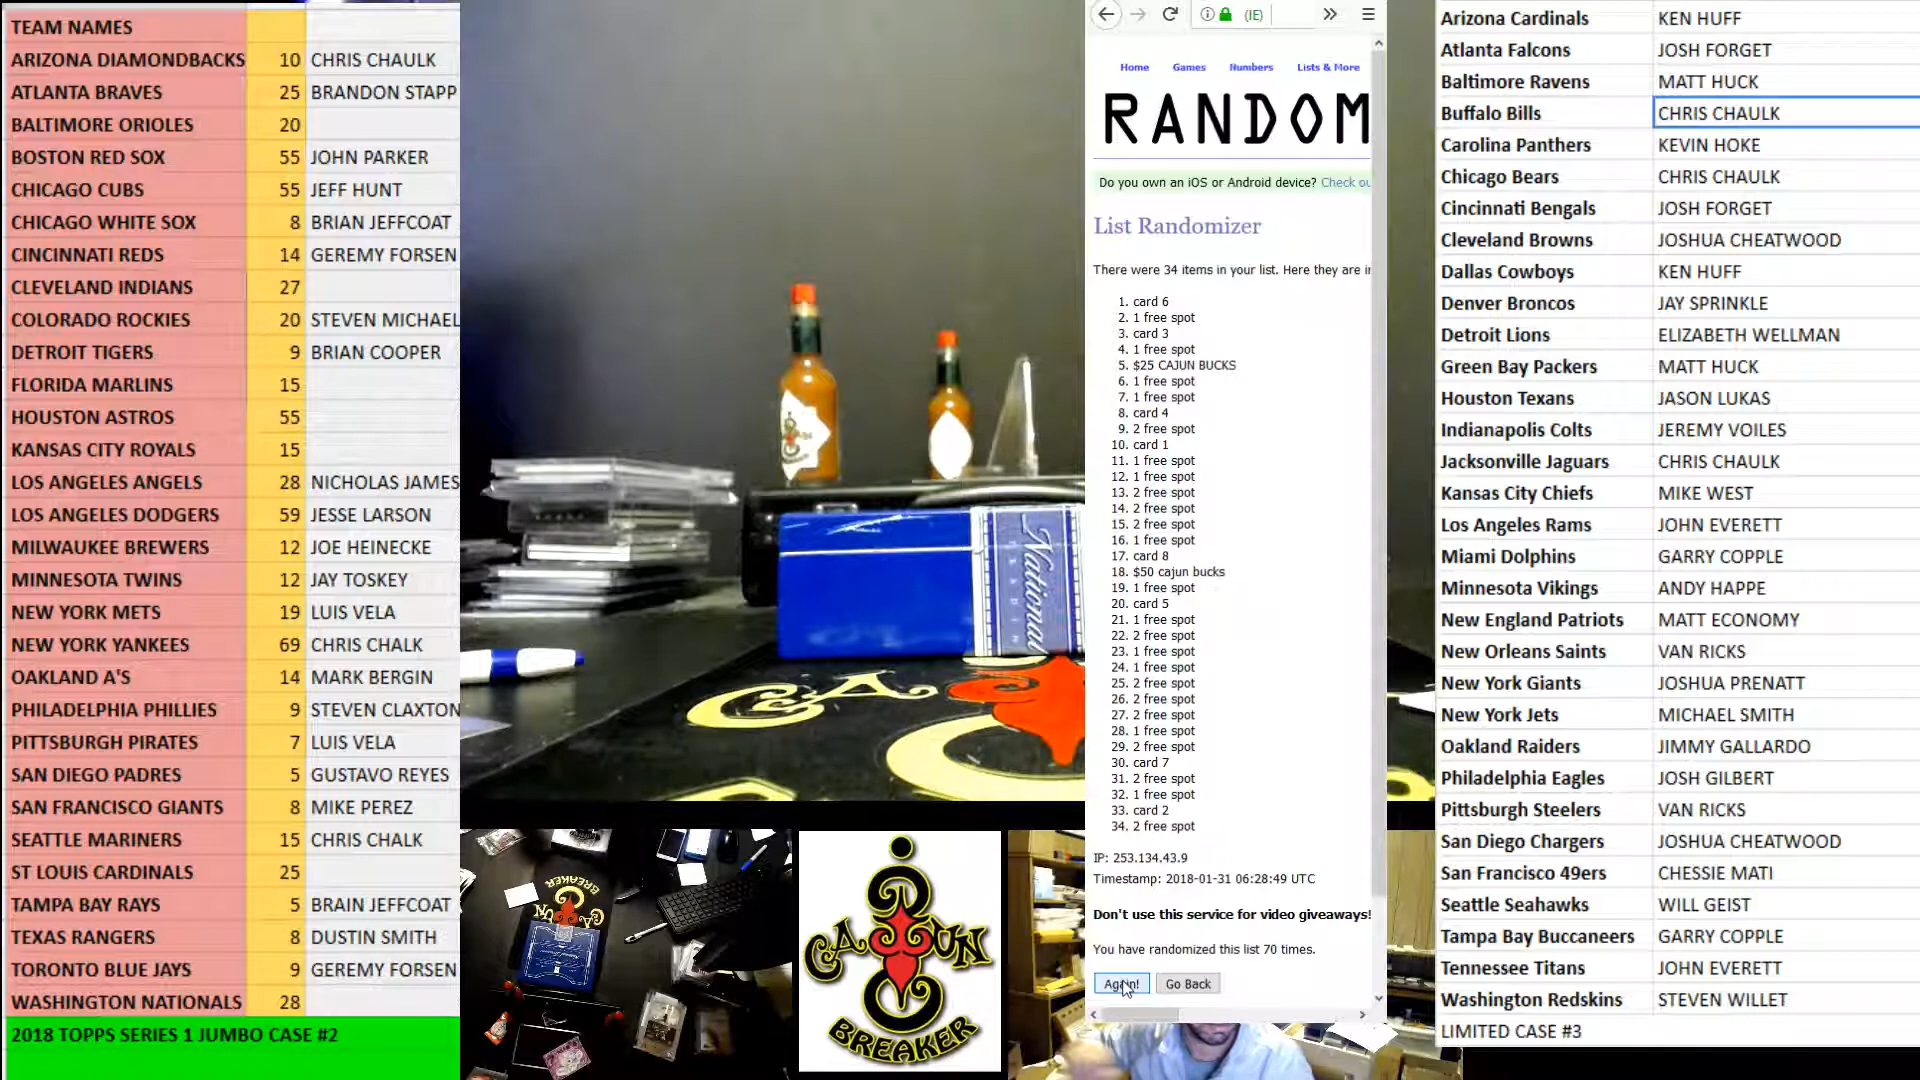 TEAM NAMES
ARIZONA DIAMONDBACKS 10 CHRIS CHAULK
ATLANTA BRAVES 25 BRANDON STAPP
BALTIMORE ORIOLES 20
BOSTON RED SOX 55 JOHN PARKER
CHICAGO CUBS 55 JEFF HUNT
CHICAGO WHITE SOX 8 BRIAN JEFFCOAT
CINCINNATI REDS 14 GEREMY FORSEN
CLEVELAND INDIANS 27
COLORADO ROCKIES 20 STEVEN MICHAEL
DETROIT TIGERS 9 BRIAN COOPER
FLORIDA MARLINS 15
HOUSTON ASTROS 55
KANSAS CITY ROYALS 15
LOS ANGELES ANGELS 28 NICHOLAS JAMES
LOS ANGELES DODGERS 59 JESSE LARSON
MILWAUKEE BREWERS 12 JOE HEINECKE
MINNESOTA TWINS 12 JAY TOSKEY
NEW YORK METS 19 LUIS VELA
NEW YORK YANKEES 69 CHRIS CHALK
OAKLAND A'S 14 MARK BERGIN
PHILADELPHIA PHILLIES 9 STEVEN CLAXTON
PITTSBURGH PIRATES 7 LUIS VELA
SAN DIEGO PADRES 5 GUSTAVO REYES
SAN FRANCISCO GIANTS 8 MIKE PEREZ
SEATTLE MARINERS 15 CHRIS CHALK
ST LOUIS CARDINALS 25
TAMPA BAY RAYS 5 BRAIN JEFFCOAT
TEXAS RANGERS 8 DUSTIN SMITH
TORONTO BLUE JAYS 9 GEREMY FORSEN
WASHINGTON NATIONALS 28
2018 TOPPS SERIES 1 JUMBO CASE #2
National
CA
CAJUN
BREAKER
(IE)
Home Games Numbers Lists & More
RANDOM
Do you own an iOS or Android device? Check ou
List Randomizer
There were 34 items in your list. Here they are in
1. card 6
2. 1 free spot
3. card 3
4. 1 free spot
5. $25 CAJUN BUCKS
6. 1 free spot
7. 1 free spot
8. card 4
9. 2 free spot
10. card 1
11. 1 free spot
12. 1 free spot
13. 2 free spot
14. 2 free spot
15. 2 free spot
16. 1 free spot
17. card 8
18. $50 cajun bucks
19. 1 free spot
20. card 5
21. 1 free spot
22. 2 free spot
23. 1 free spot
24. 1 free spot
25. 2 free spot
26. 2 free spot
27. 2 free spot
28. 1 free spot
29. 2 free spot
30. card 7
31. 2 free spot
32. 1 free spot
33. card 2
34. 2 free spot
IP: 253.134.43.9
Timestamp: 2018-01-31 06:28:49 UTC
Don't use this service for video giveaways!
You have randomized this list 70 times.
Again! Go Back
Arizona Cardinals KEN HUFF
Atlanta Falcons JOSH FORGET
Baltimore Ravens MATT HUCK
Buffalo Bills CHRIS CHAULK
Carolina Panthers KEVIN HOKE
Chicago Bears CHRIS CHAULK
Cincinnati Bengals JOSH FORGET
Cleveland Browns JOSHUA CHEATWOOD
Dallas Cowboys KEN HUFF
Denver Broncos JAY SPRINKLE
Detroit Lions ELIZABETH WELLMAN
Green Bay Packers MATT HUCK
Houston Texans JASON LUKAS
Indianapolis Colts JEREMY VOILES
Jacksonville Jaguars CHRIS CHAULK
Kansas City Chiefs MIKE WEST
Los Angeles Rams JOHN EVERETT
Miami Dolphins GARRY COPPLE
Minnesota Vikings ANDY HAPPE
New England Patriots MATT ECONOMY
New Orleans Saints VAN RICKS
New York Giants JOSHUA PRENATT
New York Jets MICHAEL SMITH
Oakland Raiders JIMMY GALLARDO
Philadelphia Eagles JOSH GILBERT
Pittsburgh Steelers VAN RICKS
San Diego Chargers JOSHUA CHEATWOOD
San Francisco 49ers CHESSIE MATI
Seattle Seahawks WILL GEIST
Tampa Bay Buccaneers GARRY COPPLE
Tennessee Titans JOHN EVERETT
Washington Redskins STEVEN WILLET
LIMITED CASE #3